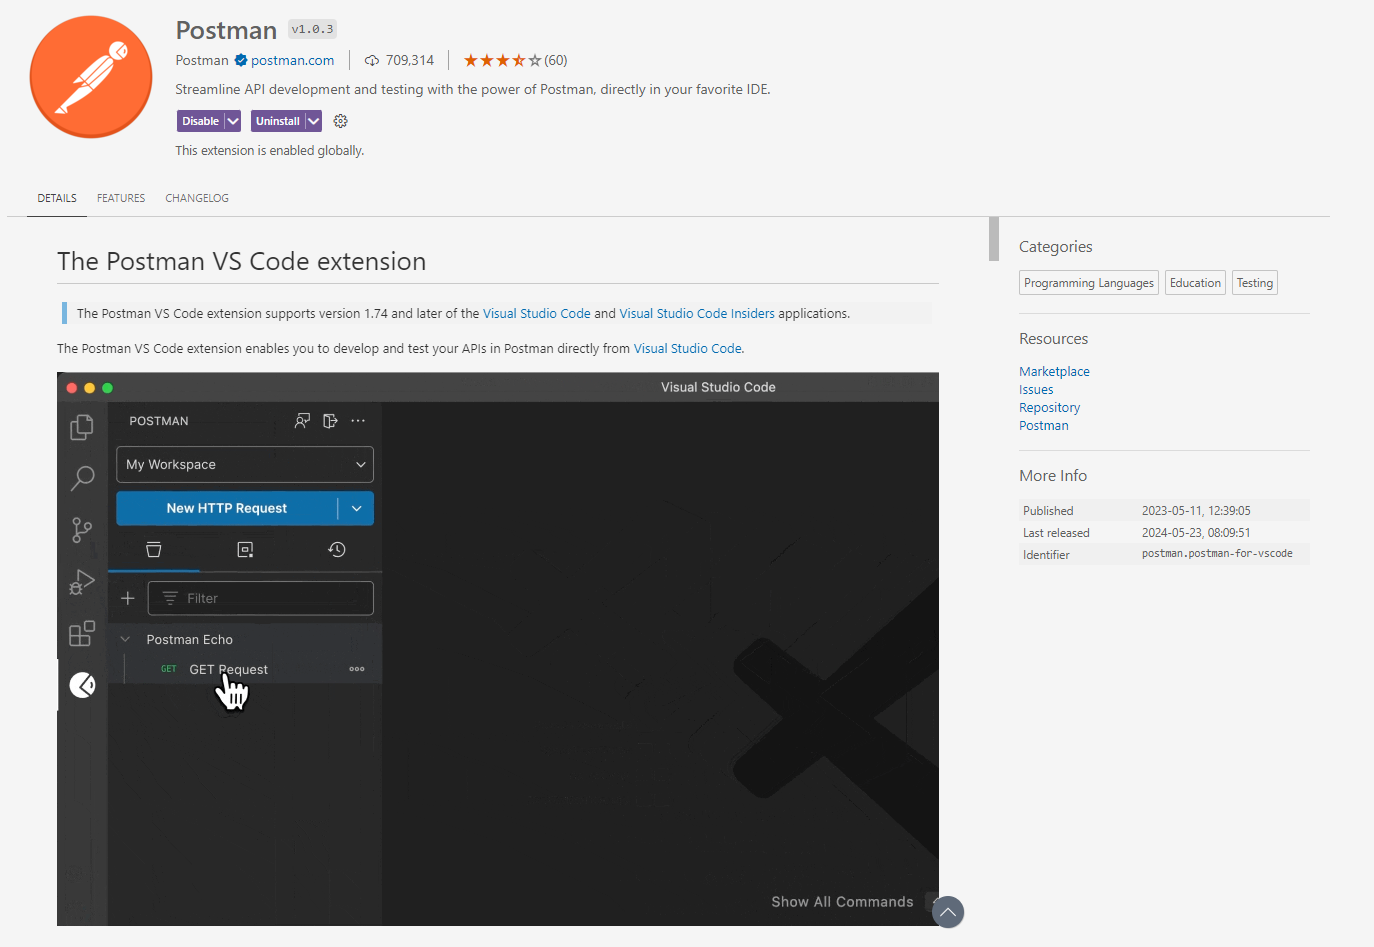 Postman v1.0.3
Postman postman.com 709,314 (60)
Streamline API development and testing with the power of Postman, directly in your favorite IDE.
Disable Uninstall
This extension is enabled globally.
DETAILS FEATURES CHANGELOG
The Postman VS Code extension
The Postman VS Code extension supports version 1.74 and later of the Visual Studio Code and Visual Studio Code Insiders applications.
The Postman VS Code extension enables you to develop and test your APIs in Postman directly from Visual Studio Code.
Visual Studio Code
POSTMAN
My Workspace
New HTTP Request
Filter
Postman Echo
GET GET Request
Show All Commands
Categories
Programming Languages Education Testing
Resources
Marketplace
Issues
Repository
Postman
More Info
Published 2023-05-11, 12:39:05
Last released 2024-05-23, 08:09:51
Identifier postman.postman-for-vscode